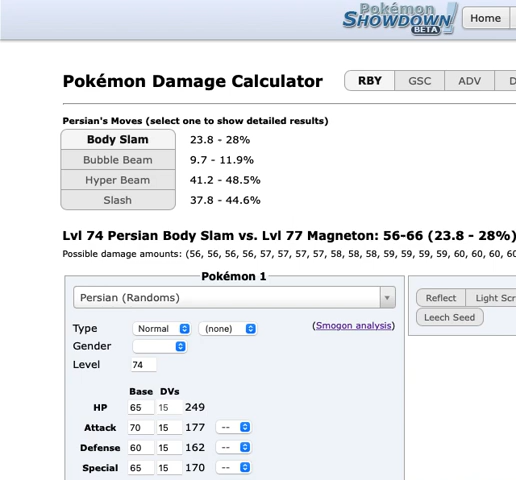 Pokémon
SHOWDOWN!
BETA
Home
Pokémon Damage Calculator
RBY
GSC
ADV
D
Persian's Moves (select one to show detailed results)
Body Slam 23.8 - 28%
Bubble Beam 9.7 - 11.9%
Hyper Beam 41.2 - 48.5%
Slash 37.8 - 44.6%
Lvl 74 Persian Body Slam vs. Lvl 77 Magneton: 56-66 (23.8 - 28%)
Possible damage amounts: (56, 56, 56, 56, 57, 57, 57, 57, 58, 58, 58, 59, 59, 59, 59, 60, 60, 60, 60
Pokémon 1
Persian (Randoms)
Reflect
Light Scr
Leech Seed
Type Normal (none) (Smogon analysis)
Gender
Level 74
Base DVs
HP 65 15 249
Attack 70 15 177 --
Defense 60 15 162 --
Special 65 15 170 --